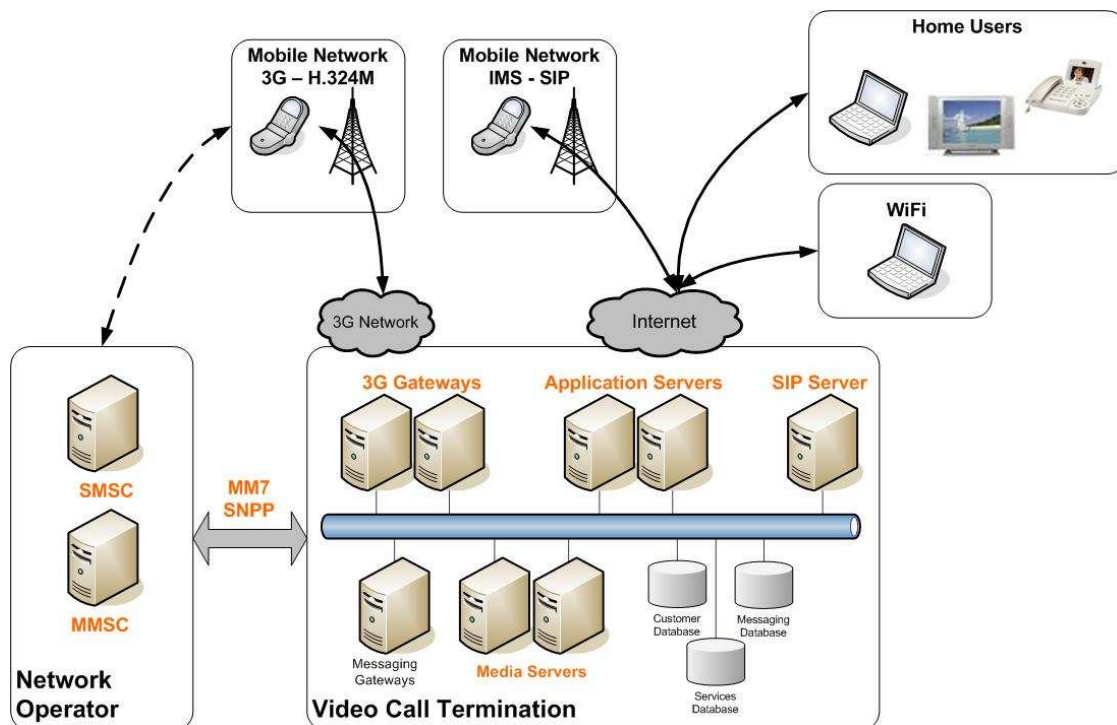 Mobile Network
3G – H.324M
Mobile Network
IMS - SIP
Home Users
WiFi
3G Network
Internet
3G Gateways
Application Servers
SIP Server
SMSC
MM7
SNPP
MMSC
Messaging
Gateways
Media Servers
Customer
Database
Messaging
Database
Services
Database
Network
Operator
Video Call Termination